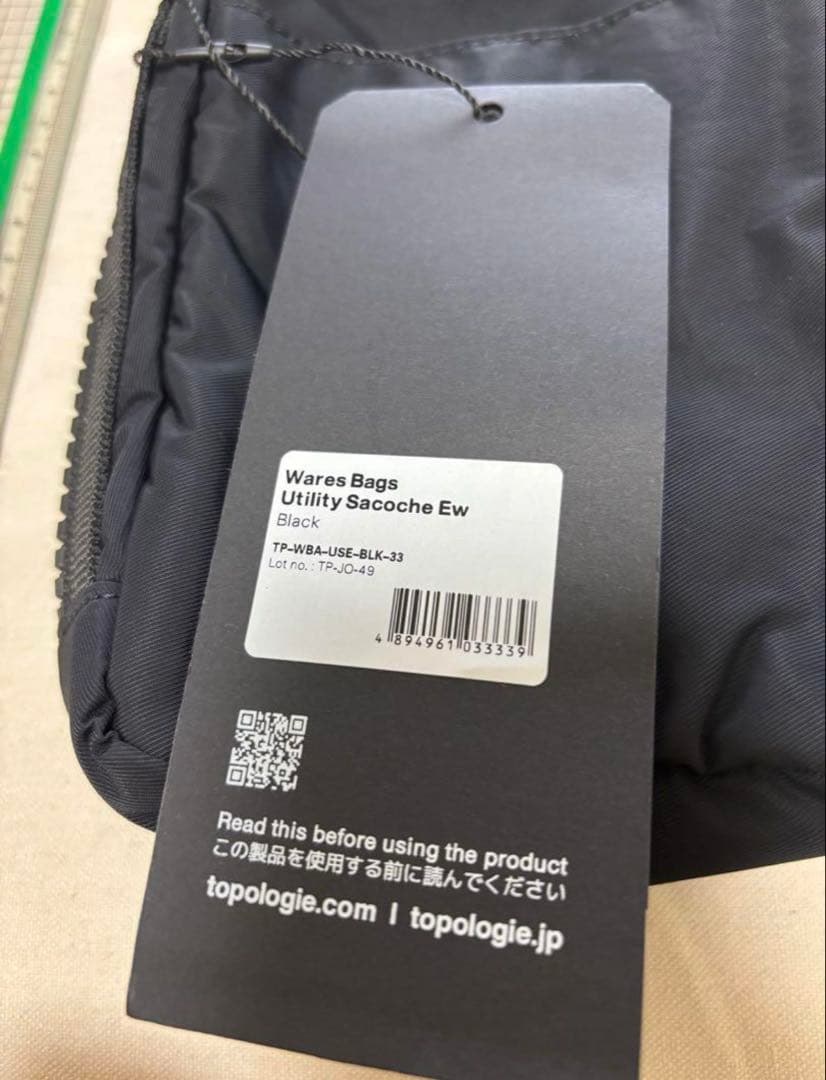 Wares Bags
Utility Sacoche Ew
Black
TP-WBA-USE-BLK-33
Lot no. : TP-JO-49
4 894961 033339
Read this before using the product
この製品を使用する前に読んでください
topologie.com | topologie.jp